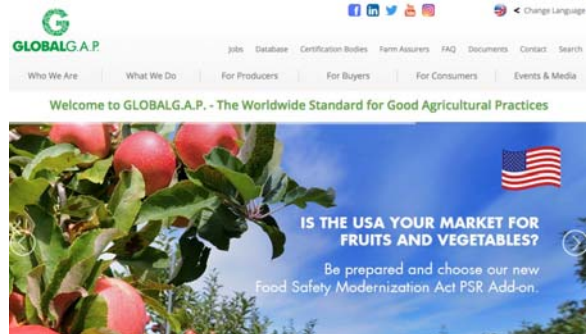 < Change Language
GLOBALG.A.P.
Jobs Database Certification Bodies Farm Assurers FAQ Documents Contact Search
Who We Are What We Do For Producers For Buyers For Consumers Events & Media
Welcome to GLOBALG.A.P. - The Worldwide Standard for Good Agricultural Practices
IS THE USA YOUR MARKET FOR
FRUITS AND VEGETABLES?
Be prepared and choose our new
Food Safety Modernization Act PSR Add-on.